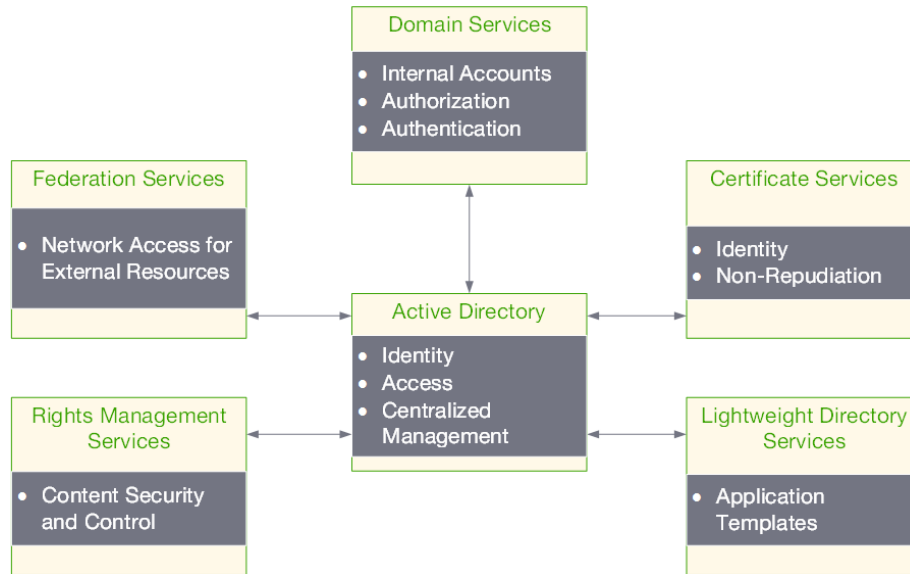 Domain Services
• Internal Accounts
• Authorization
• Authentication
Federation Services
• Network Access for
External Resources
Certificate Services
• Identity
• Non-Repudiation
Active Directory
• Identity
• Access
• Centralized
Management
Rights Management
Services
• Content Security
and Control
Lightweight Directory
Services
• Application
Templates